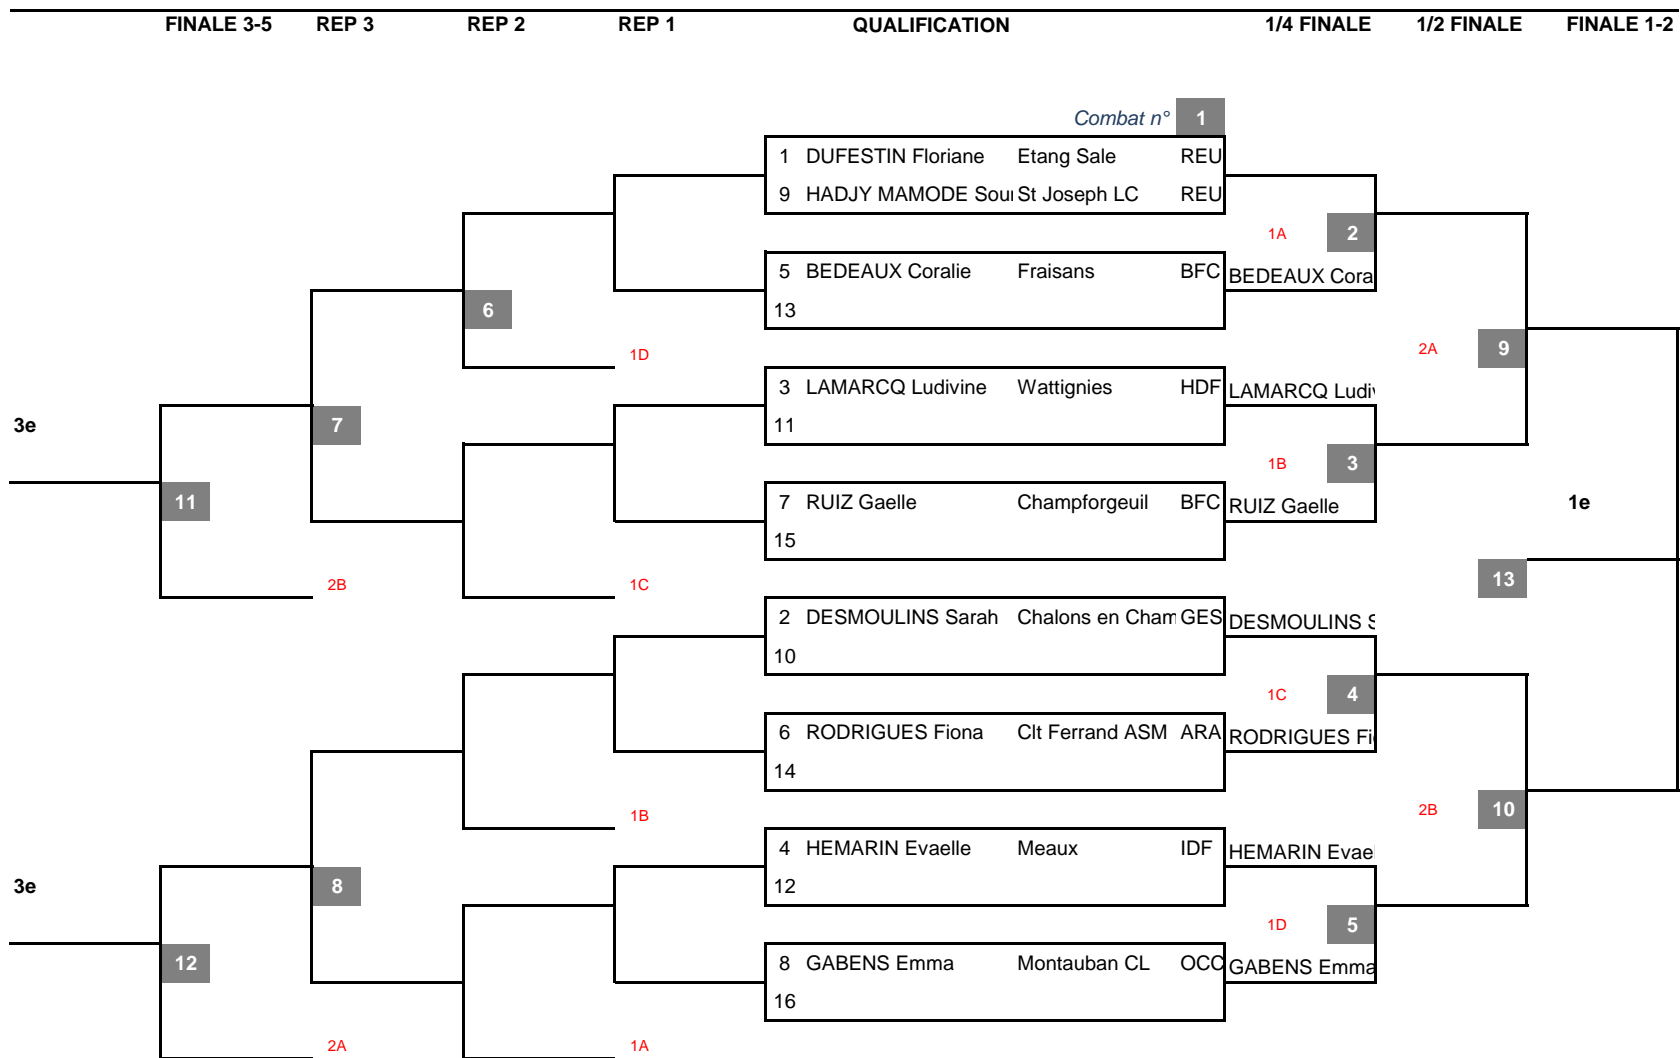 FINALE 3-5 REP 3 REP 2 REP 1 QUALIFICATION 1/4 FINALE 1/2 FINALE FINALE 1-2
Combat n° 1
1 DUFESTIN Floriane Etang Sale REU
9 HADJY MAMODE Sou St Joseph LC REU
1A 2
5 BEDEAUX Coralie Fraisans BFC BEDEAUX Cora
6 13
1D 2A 9
3 LAMARCQ Ludivine Wattignies HDF LAMARCQ Ludiv
3e 7 11
1B 3
11 7 RUIZ Gaelle Champforgeuil BFC RUIZ Gaelle 1e
15
2B 1C 13
2 DESMOULINS Sarah Chalons en Cham GES DESMOULINS S
10
1C 4
6 RODRIGUES Fiona Clt Ferrand ASM ARA RODRIGUES Fi
14
1B 2B 10
4 HEMARIN Evaelle Meaux IDF HEMARIN Evael
3e 8 12
1D 5
12 8 GABENS Emma Montauban CL OCC GABENS Emma
16
2A 1A